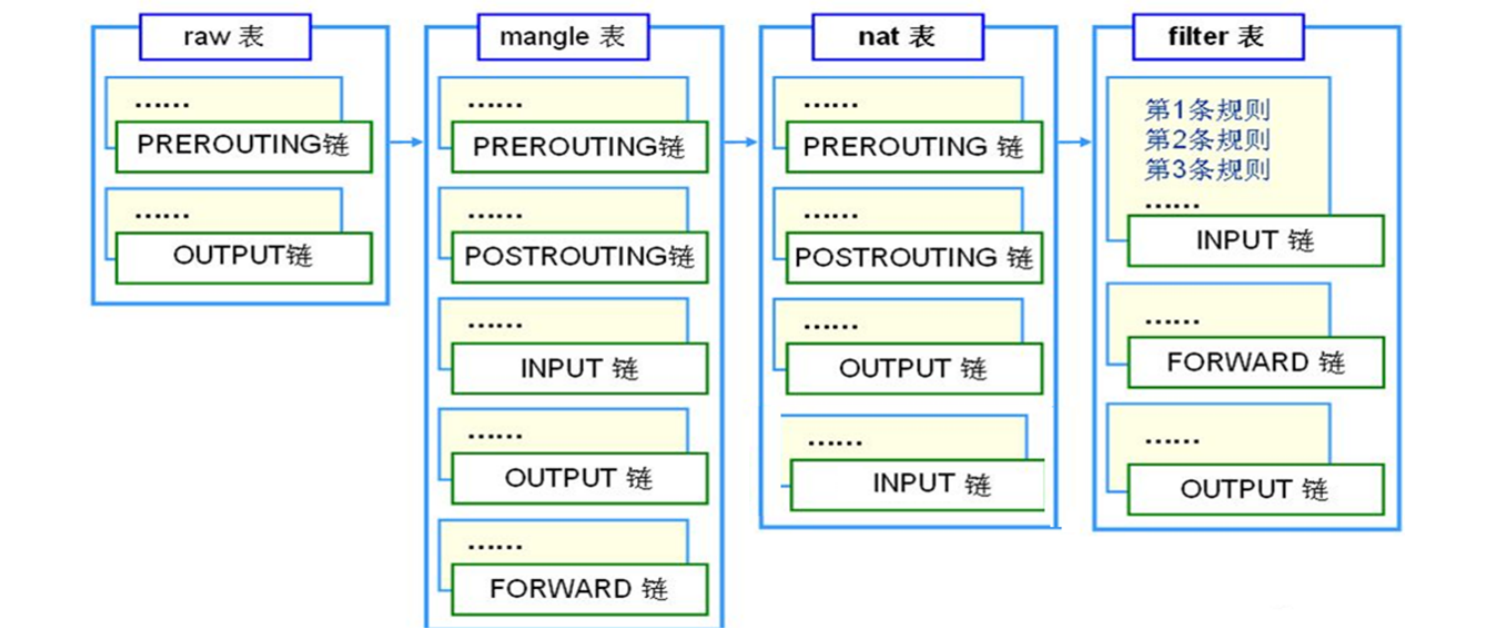 raw 表
……
PREROUTING链
……
OUTPUT链
mangle 表
……
PREROUTING链
……
POSTROUTING链
……
INPUT 链
……
OUTPUT 链
……
FORWARD 链
nat 表
……
PREROUTING 链
……
POSTROUTING 链
……
OUTPUT 链
……
INPUT 链
filter 表
第1条规则
第2条规则
第3条规则
……
INPUT 链
……
FORWARD 链
……
OUTPUT 链